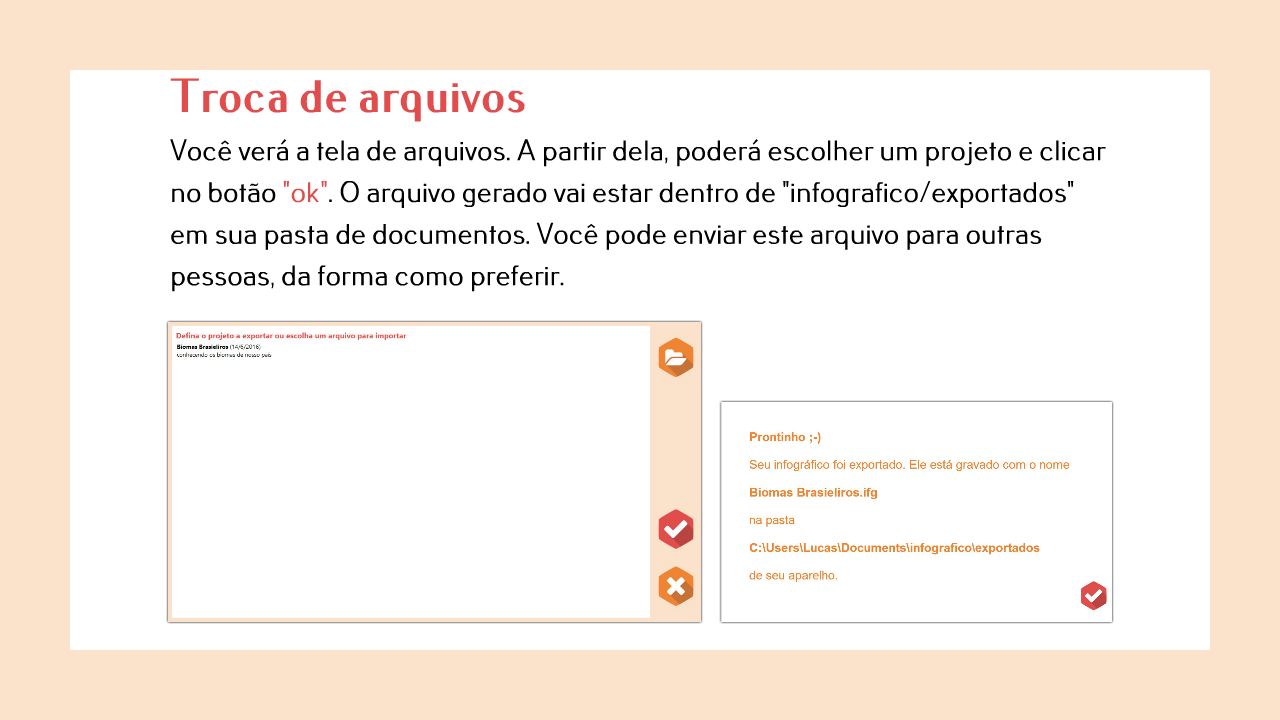 Troca de arquivos
Você verá a tela de arquivos. A partir dela, poderá escolher um projeto e clicar
no botão "ok". O arquivo gerado vai estar dentro de "infografico/exportados"
em sua pasta de documentos. Você pode enviar este arquivo para outras
pessoas, da forma como preferir.
Defina o projeto a exportar ou escolha um arquivo para importar
Biomas Brasieliros (14/6/2016)
conhecendo os biomas de nosso país
Prontinho ;-)
Seu infográfico foi exportado. Ele está gravado com o nome
Biomas Brasieliros.ifg
na pasta
C:\Users\Lucas\Documents\infografico\exportados
de seu aparelho.